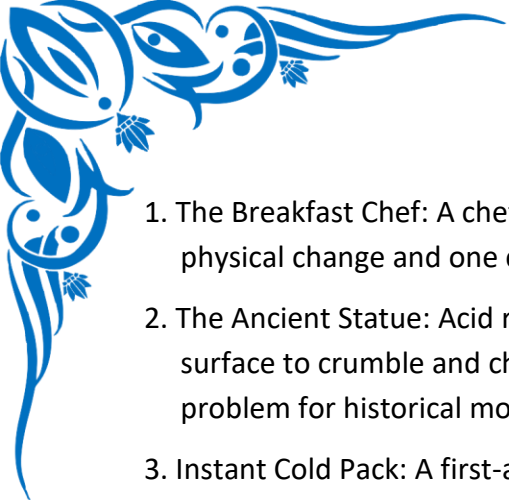 1. The Breakfast Chef: A che
physical change and one
2. The Ancient Statue: Acid
surface to crumble and ch
problem for historical mo
3. Instant Cold Pack: A first-a